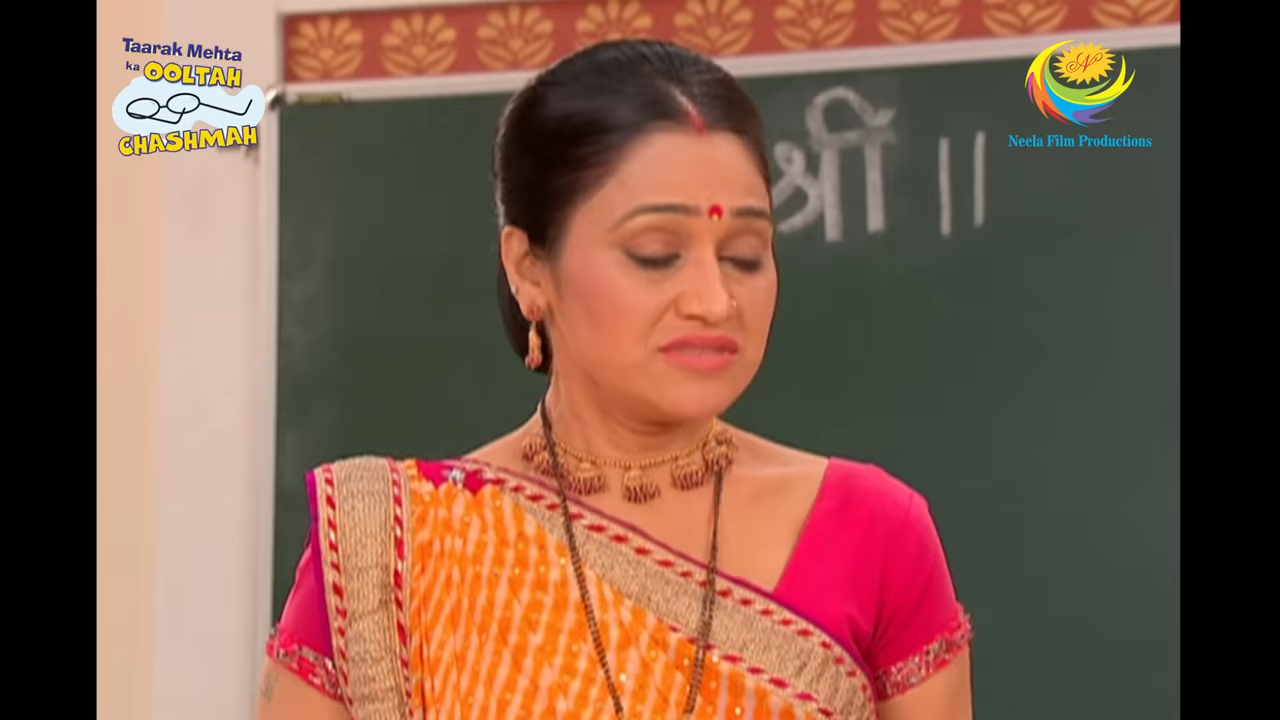 Taarak Mehta
ka OOLTAH
CHASHMAH
Neela Film Productions
श्री ॥